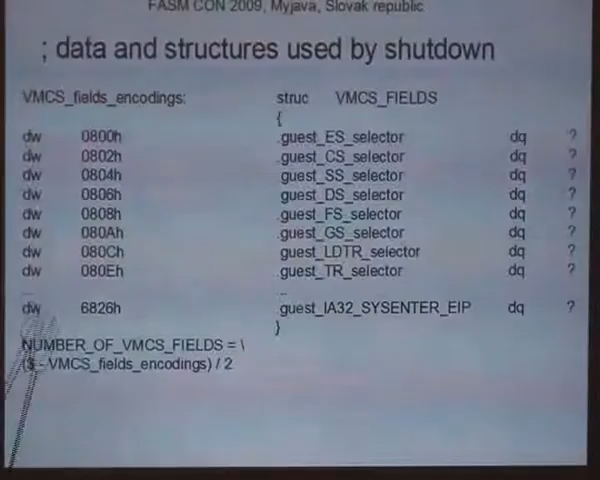 FASM CON 2009, Myjava, Slovak republic
; data and structures used by shutdown
VMCS_fields_encodings: struc VMCS_FIELDS
{
dw 0800h .guest_ES_selector dq ?
dw 0802h .guest_CS_selector dq ?
dw 0804h .guest_SS_selector dq ?
dw 0806h .guest_DS_selector dq ?
dw 0808h .guest_FS_selector dq ?
dw 080Ah .guest_GS_selector dq ?
dw 080Ch .guest_LDTR_selector dq ?
dw 080Eh .guest_TR_selector dq ?
... ...
dw 6826h .guest_IA32_SYSENTER_EIP dq ?
}
NUMBER_OF_VMCS_FIELDS = \
($ - VMCS_fields_encodings) / 2